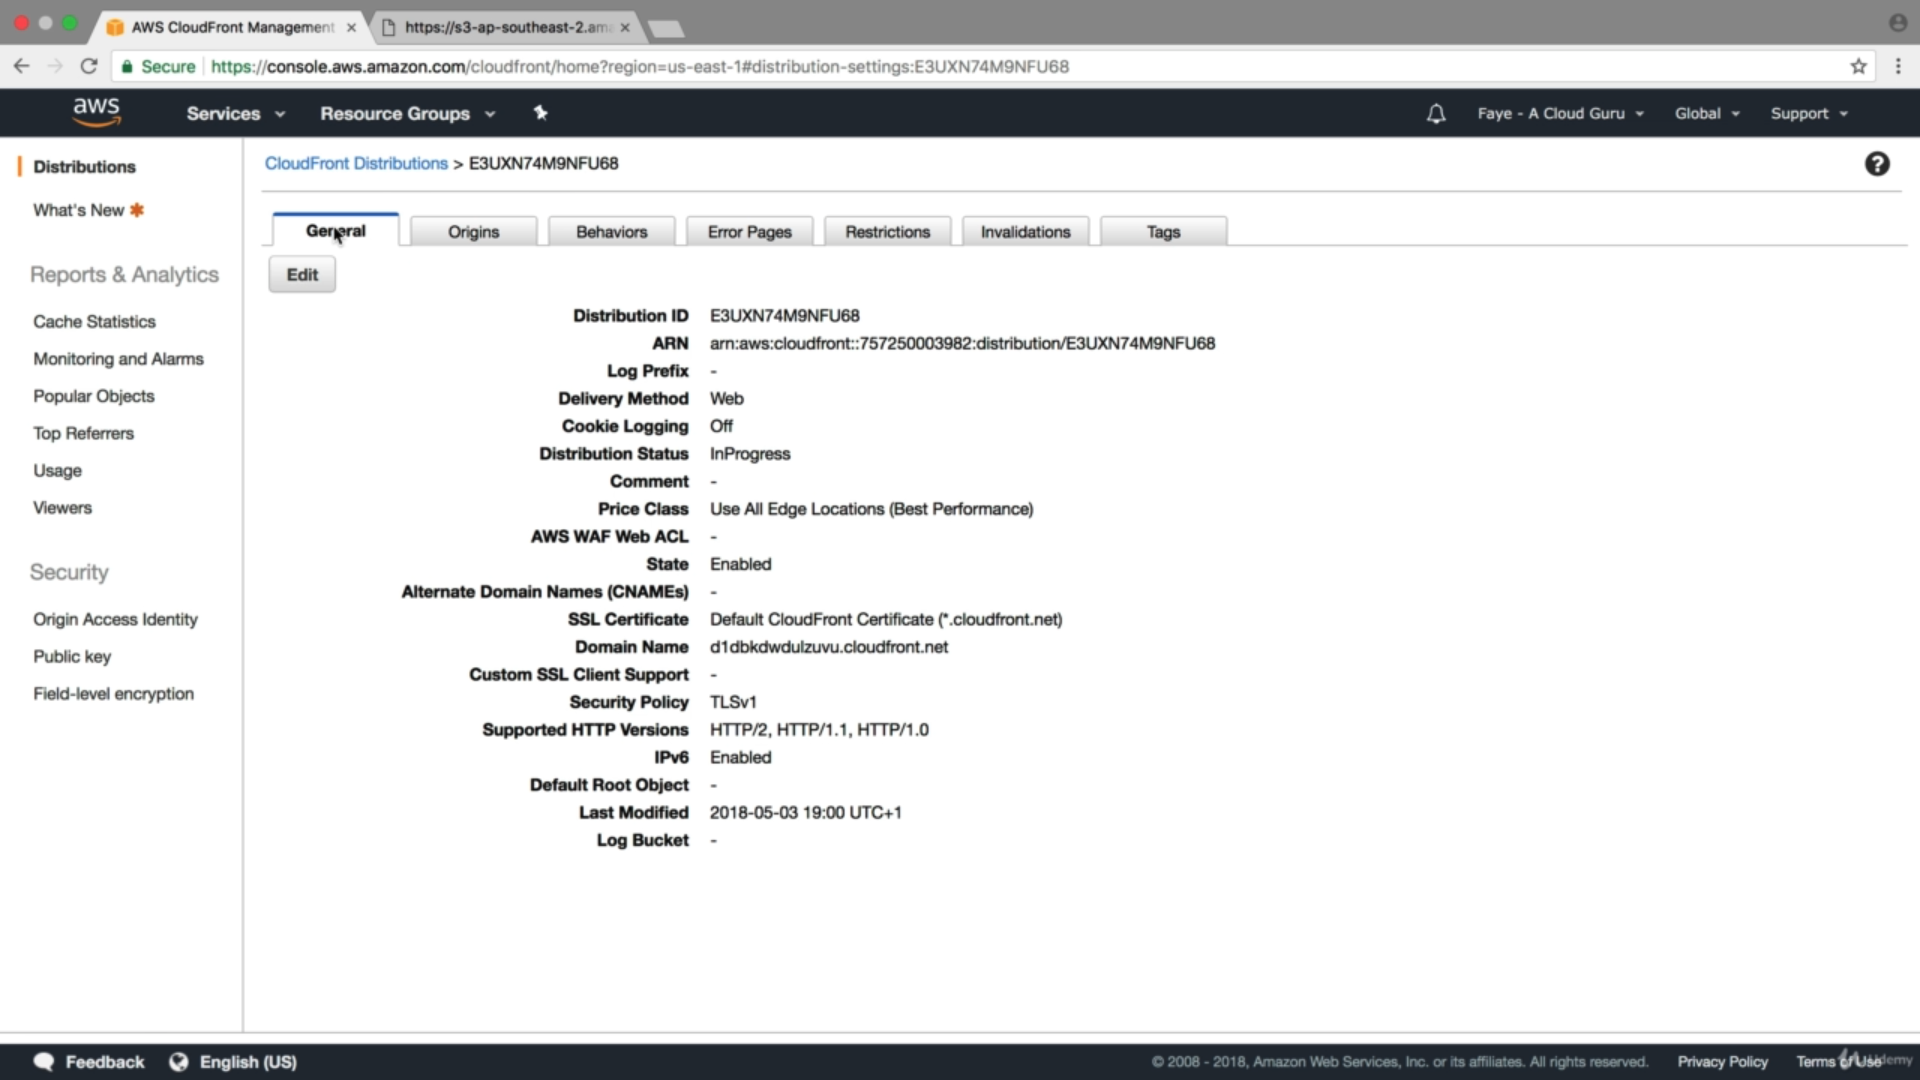 AWS CloudFront Management
https://s3-ap-southeast-2.ama
Secure
https://console.aws.amazon.com/cloudfront/home?region=us-east-1#distribution-settings:E3UXN74M9NFU68
aws
Services
Resource Groups
Faye - A Cloud Guru
Global
Support
Distributions
What's New
Reports & Analytics
Cache Statistics
Monitoring and Alarms
Popular Objects
Top Referrers
Usage
Viewers
Security
Origin Access Identity
Public key
Field-level encryption
CloudFront Distributions > E3UXN74M9NFU68
General
Origins
Behaviors
Error Pages
Restrictions
Invalidations
Tags
Edit
Distribution ID E3UXN74M9NFU68
ARN arn:aws:cloudfront::757250003982:distribution/E3UXN74M9NFU68
Log Prefix -
Delivery Method Web
Cookie Logging Off
Distribution Status InProgress
Comment -
Price Class Use All Edge Locations (Best Performance)
AWS WAF Web ACL -
State Enabled
Alternate Domain Names (CNAMEs) -
SSL Certificate Default CloudFront Certificate (*.cloudfront.net)
Domain Name d1dbkdwdulzuvu.cloudfront.net
Custom SSL Client Support -
Security Policy TLSv1
Supported HTTP Versions HTTP/2, HTTP/1.1, HTTP/1.0
IPv6 Enabled
Default Root Object -
Last Modified 2018-05-03 19:00 UTC+1
Log Bucket -
Feedback
English (US)
© 2008 - 2018, Amazon Web Services, Inc. or its affiliates. All rights reserved.
Privacy Policy
Terms of Use
Udemy